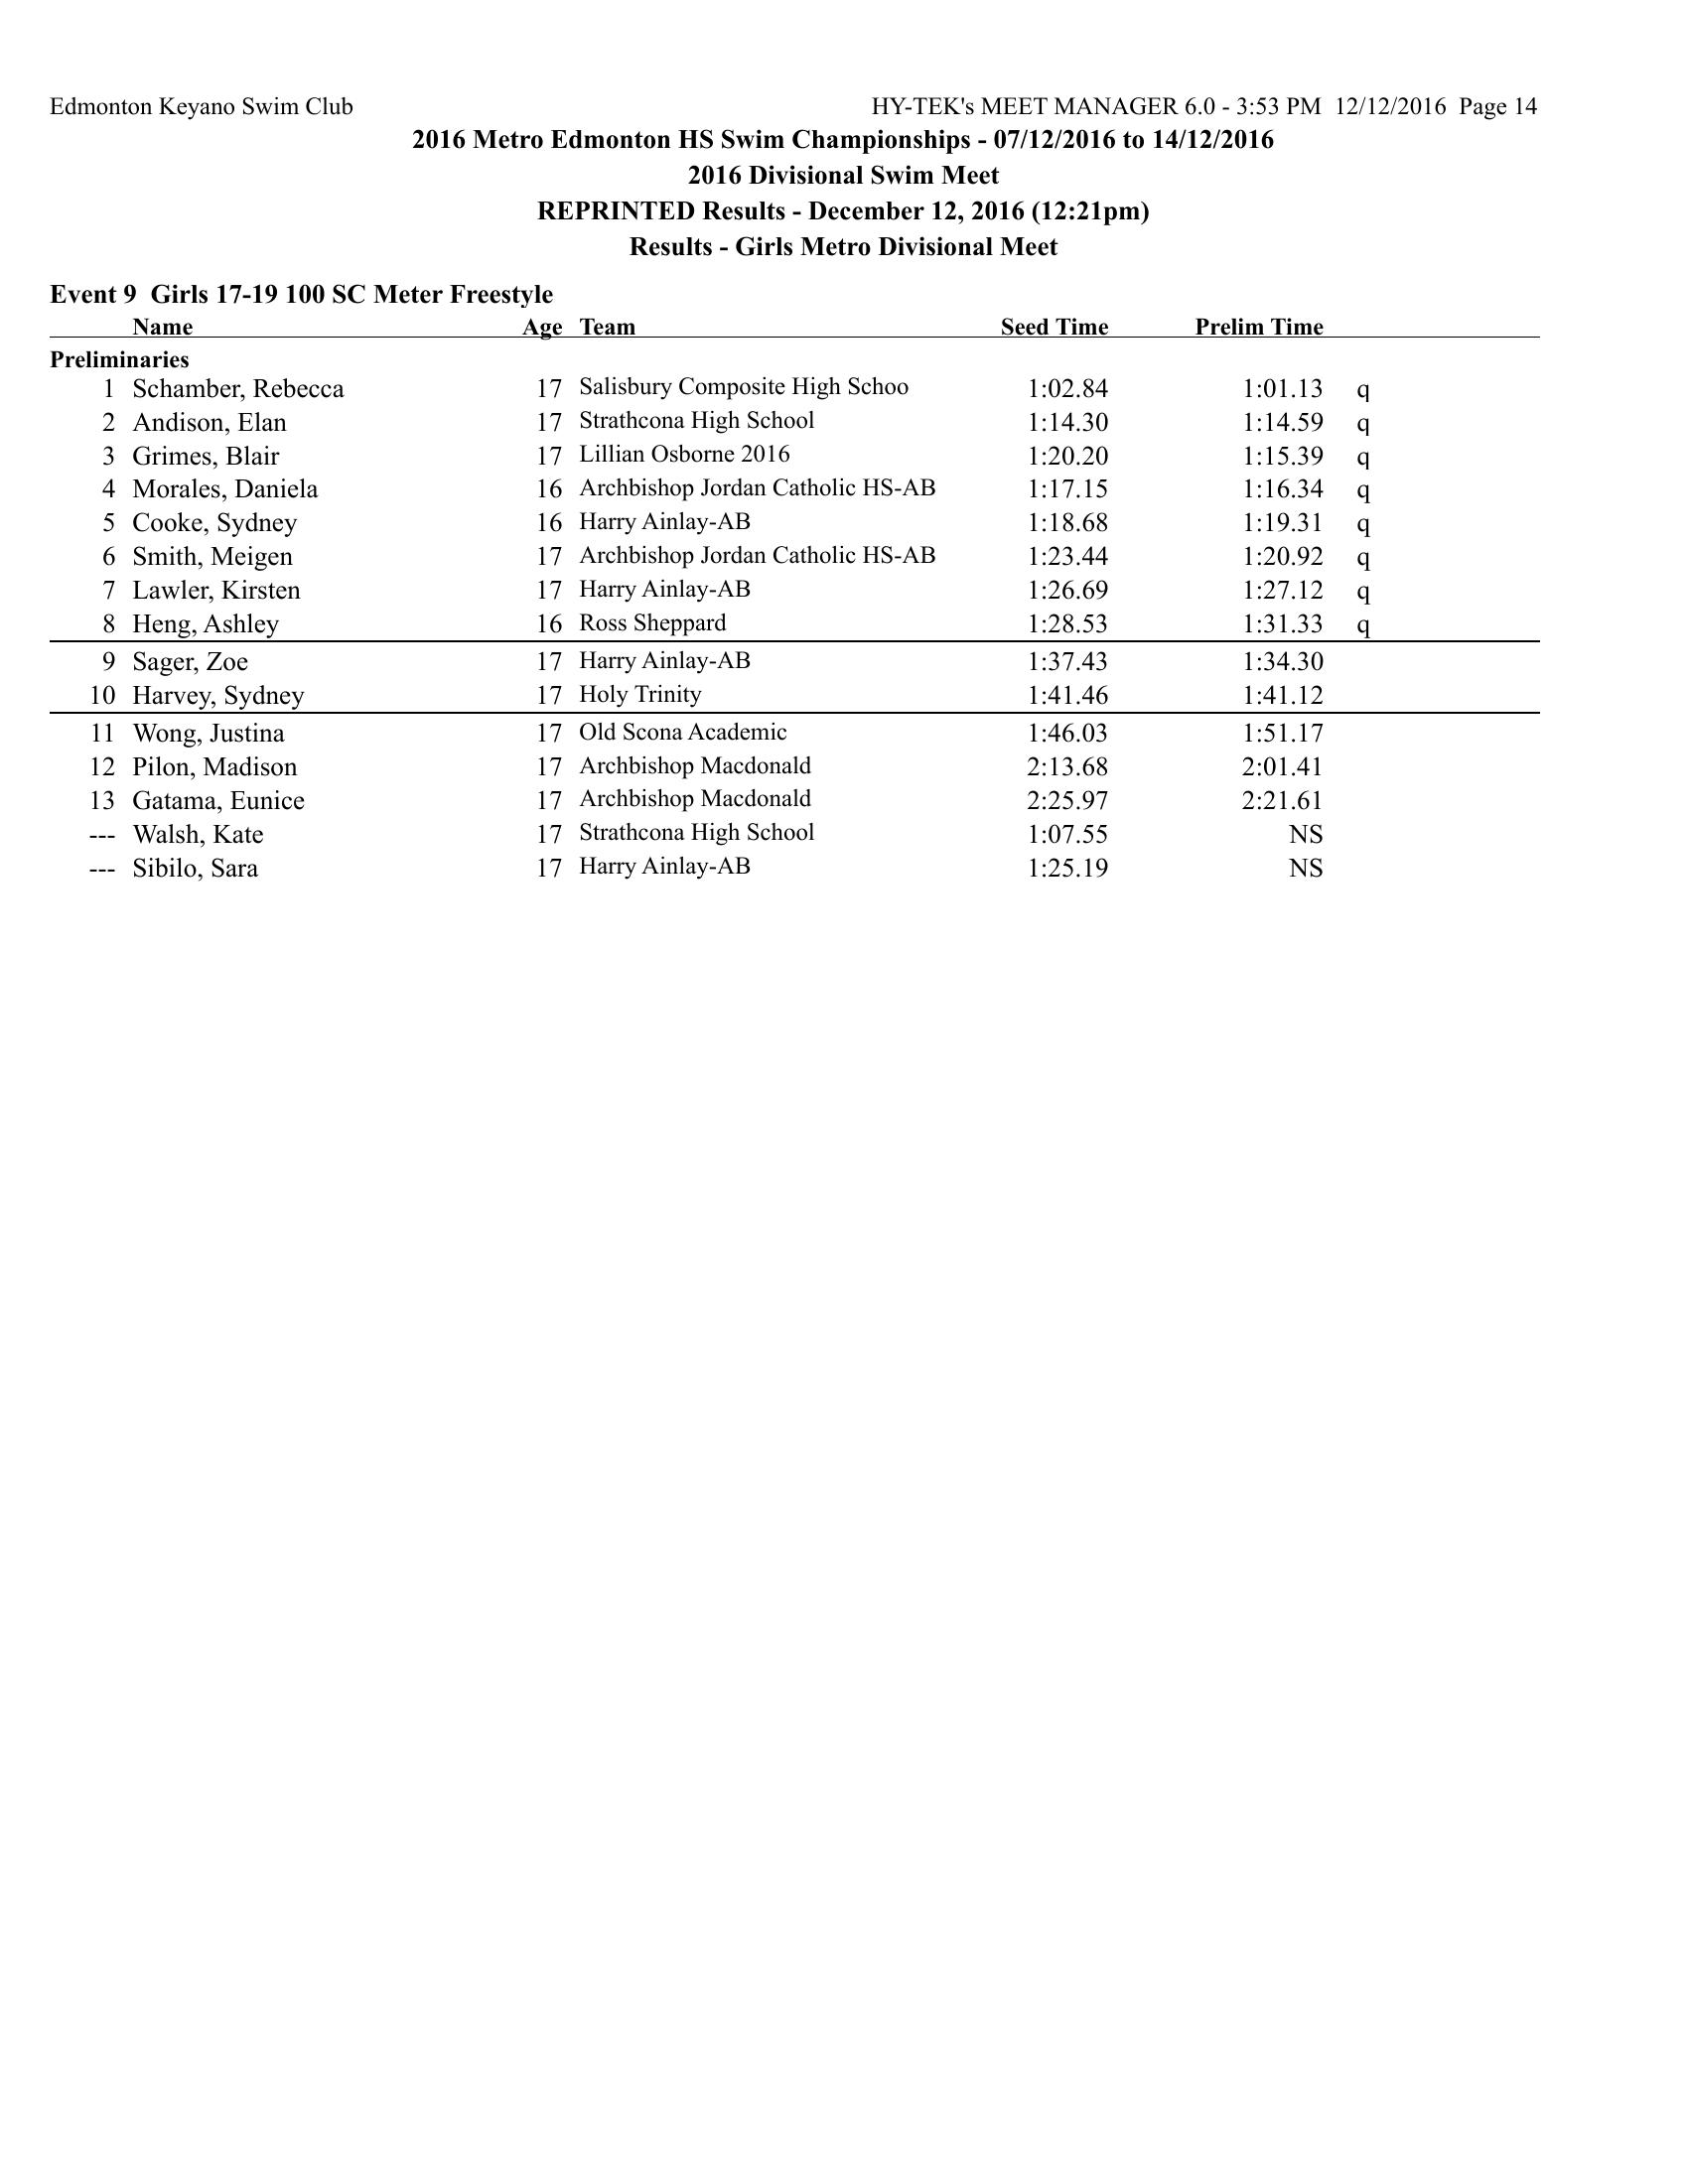 Edmonton Keyano Swim Club HY-TEK's MEET MANAGER 6.0 - 3:53 PM 12/12/2016 Page 14
2016 Metro Edmonton HS Swim Championships - 07/12/2016 to 14/12/2016
2016 Divisional Swim Meet
REPRINTED Results - December 12, 2016 (12:21pm)
Results - Girls Metro Divisional Meet
Event 9 Girls 17-19 100 SC Meter Freestyle
Name Age Team Seed Time Prelim Time
Preliminaries
1 Schamber, Rebecca 17 Salisbury Composite High Schoo 1:02.84 1:01.13 q
2 Andison, Elan 17 Strathcona High School 1:14.30 1:14.59 q
3 Grimes, Blair 17 Lillian Osborne 2016 1:20.20 1:15.39 q
4 Morales, Daniela 16 Archbishop Jordan Catholic HS-AB 1:17.15 1:16.34 q
5 Cooke, Sydney 16 Harry Ainlay-AB 1:18.68 1:19.31 q
6 Smith, Meigen 17 Archbishop Jordan Catholic HS-AB 1:23.44 1:20.92 q
7 Lawler, Kirsten 17 Harry Ainlay-AB 1:26.69 1:27.12 q
8 Heng, Ashley 16 Ross Sheppard 1:28.53 1:31.33 q
9 Sager, Zoe 17 Harry Ainlay-AB 1:37.43 1:34.30
10 Harvey, Sydney 17 Holy Trinity 1:41.46 1:41.12
11 Wong, Justina 17 Old Scona Academic 1:46.03 1:51.17
12 Pilon, Madison 17 Archbishop Macdonald 2:13.68 2:01.41
13 Gatama, Eunice 17 Archbishop Macdonald 2:25.97 2:21.61
--- Walsh, Kate 17 Strathcona High School 1:07.55 NS
--- Sibilo, Sara 17 Harry Ainlay-AB 1:25.19 NS